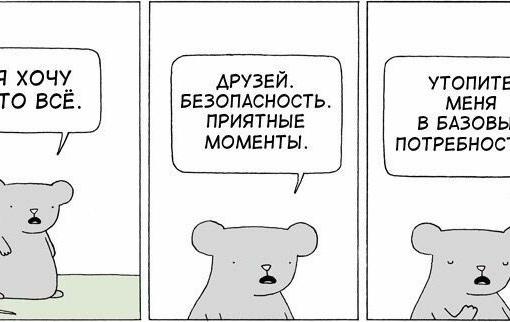 Я ХОЧУ
ТО ВСЁ.
ДРУЗЕЙ.
БЕЗОПАСНОСТЬ.
ПРИЯТНЫЕ
МОМЕНТЫ.
УТОПИТЕ
МЕНЯ
В БАЗОВЫ
ПОТРЕБНОСТ